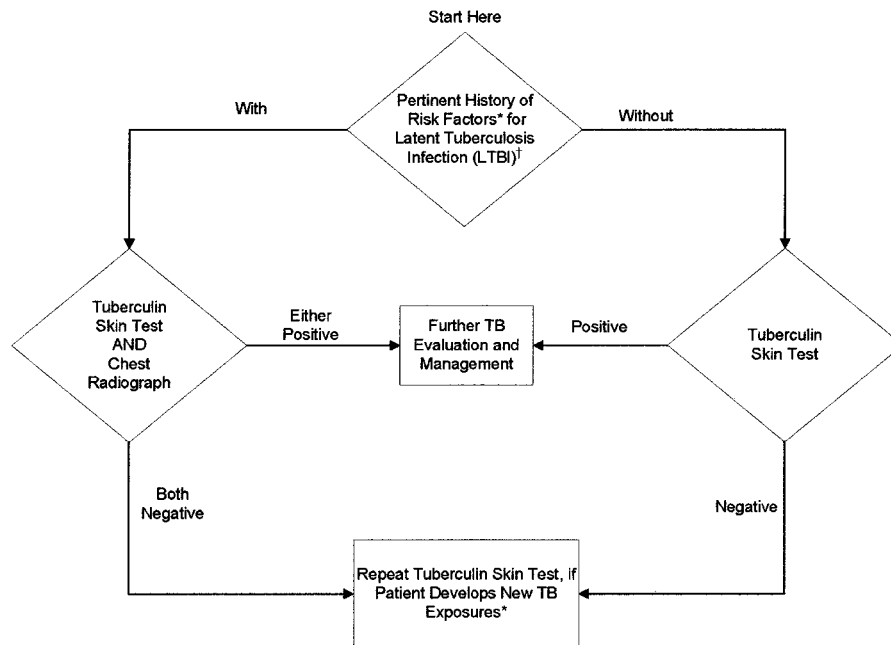 Start Here
Pertinent History of
Risk Factors* for
Latent Tuberculosis
Infection (LTBI)†
With
Without
Tuberculin
Skin Test
AND
Chest
Radiograph
Either
Positive
Further TB
Evaluation and
Management
Positive
Tuberculin
Skin Test
Both
Negative
Negative
Repeat Tuberculin Skin Test, if
Patient Develops New TB
Exposures*